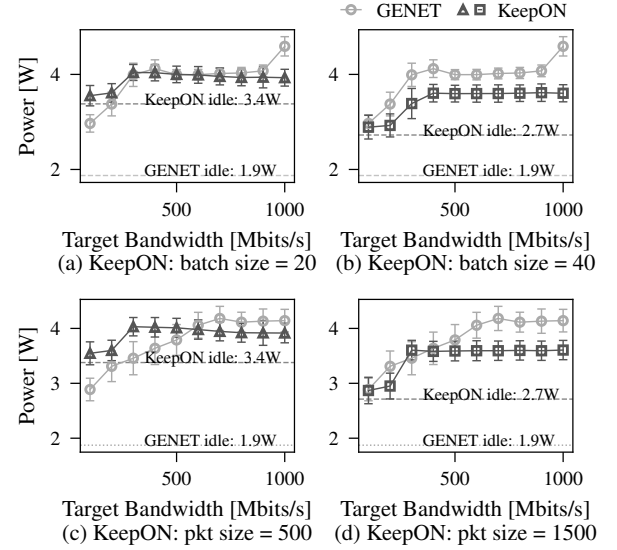 GENET KeepON
Power [W]
4
2
KeepON idle: 3.4W
GENET idle: 1.9W
500 1000
Target Bandwidth [Mbits/s]
(a) KeepON: batch size = 20
4
2
KeepON idle: 2.7W
GENET idle: 1.9W
500 1000
Target Bandwidth [Mbits/s]
(b) KeepON: batch size = 40
Power [W]
4
3
2
KeepON idle: 3.4W
GENET idle: 1.9W
500 1000
Target Bandwidth [Mbits/s]
(c) KeepON: pkt size = 500
4
3
2
KeepON idle: 2.7W
GENET idle: 1.9W
500 1000
Target Bandwidth [Mbits/s]
(d) KeepON: pkt size = 1500